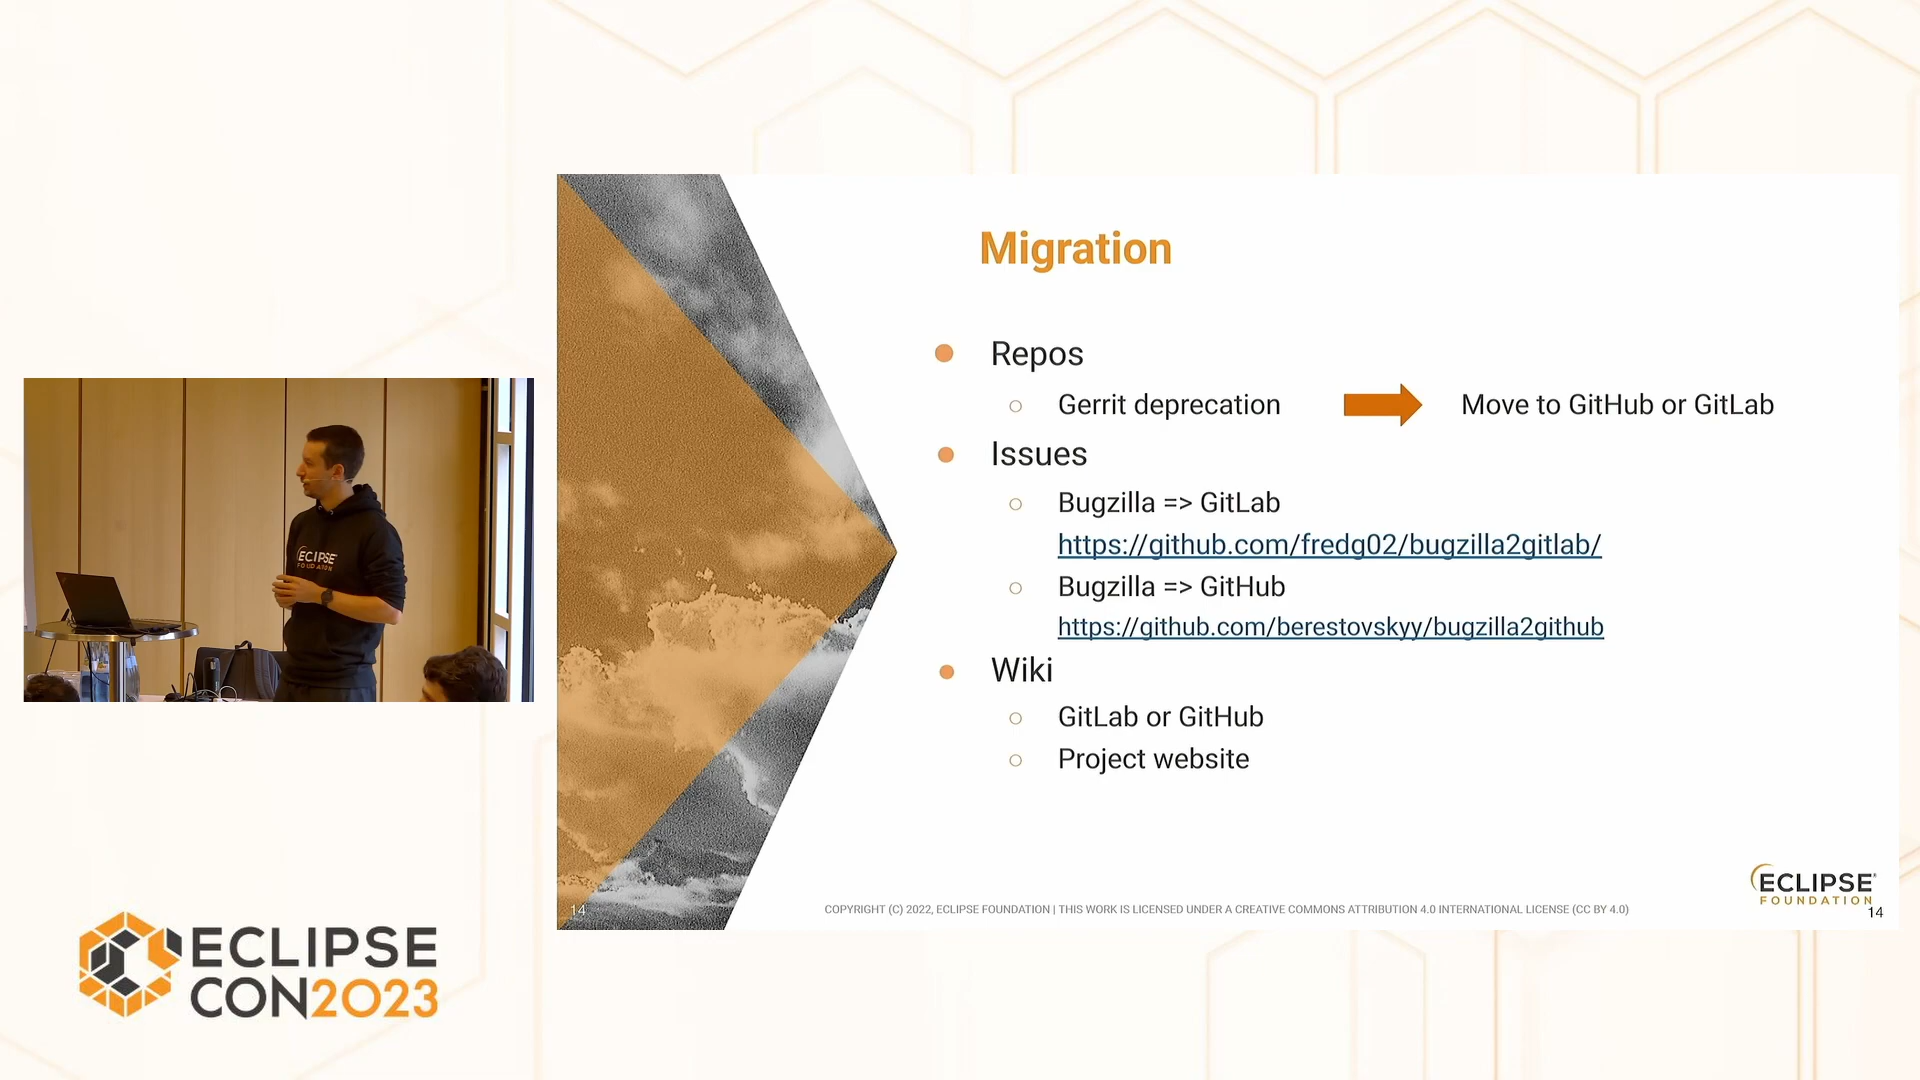 Migration
Repos
Gerrit deprecation
Move to GitHub or GitLab
Issues
Bugzilla => GitLab
https://github.com/fredg02/bugzilla2gitlab/
Bugzilla => GitHub
https://github.com/berestovskyy/bugzilla2github
Wiki
GitLab or GitHub
Project website
14
COPYRIGHT (C) 2022, ECLIPSE FOUNDATION | THIS WORK IS LICENSED UNDER A CREATIVE COMMONS ATTRIBUTION 4.0 INTERNATIONAL LICENSE (CC BY 4.0)
ECLIPSE®
FOUNDATION
14
ECLIPSE
FOUNDATION
ECLIPSE
CON2023